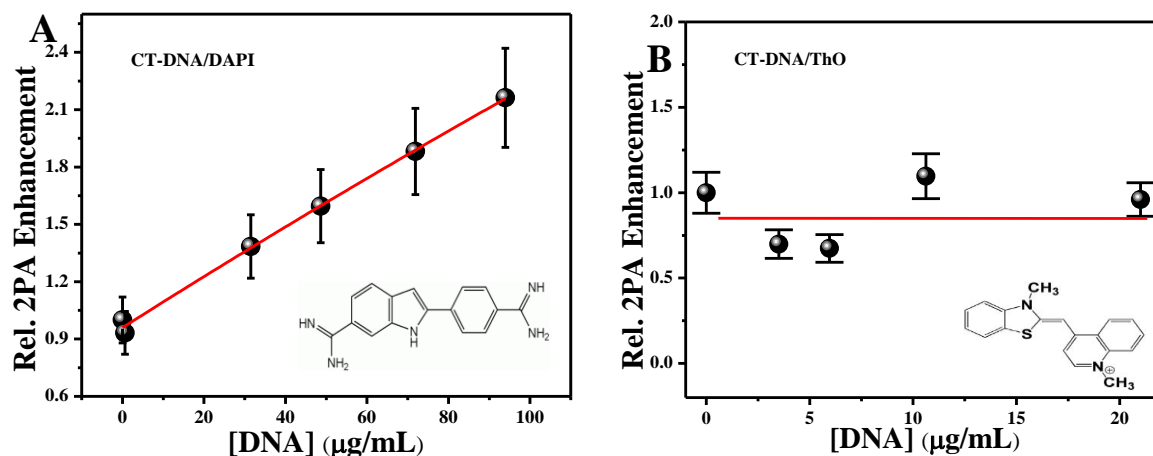 A
CT-DNA/DAPI
Rel. 2PA Enhancement
2.4
2.1
1.8
1.5
1.2
0.9
0.6
NH
NH₂
N
H
HN
NH₂
0 20 40 60 80 100
[DNA] (µg/mL)
B
CT-DNA/ThO
Rel. 2PA Enhancement
2.0
1.5
1.0
0.5
0.0
CH₃
N
S
N
+
CH₃
0 5 10 15 20
[DNA] (µg/mL)